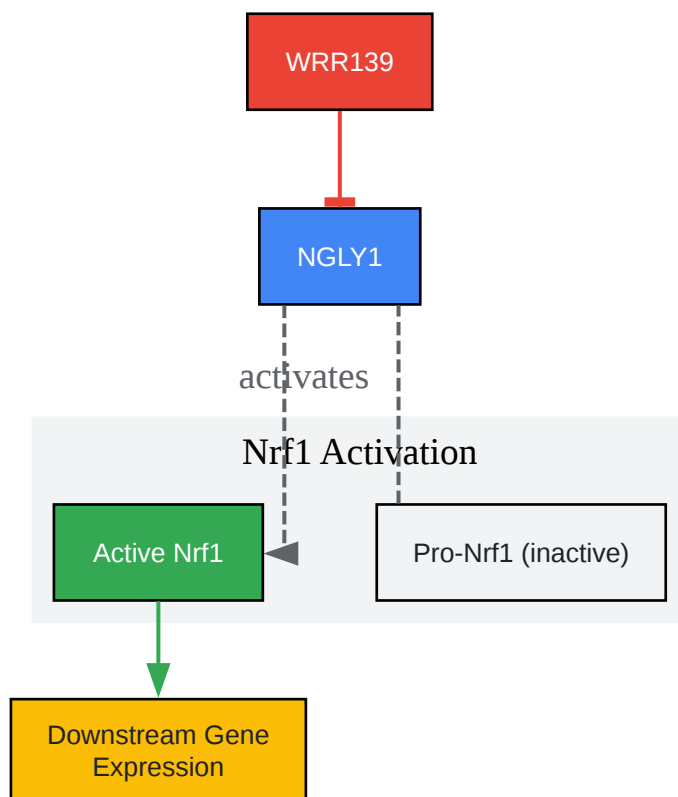 WRR139
NGLY1
activates
Nrf1 Activation
Active Nrf1
Pro-Nrf1 (inactive)
Downstream Gene
Expression